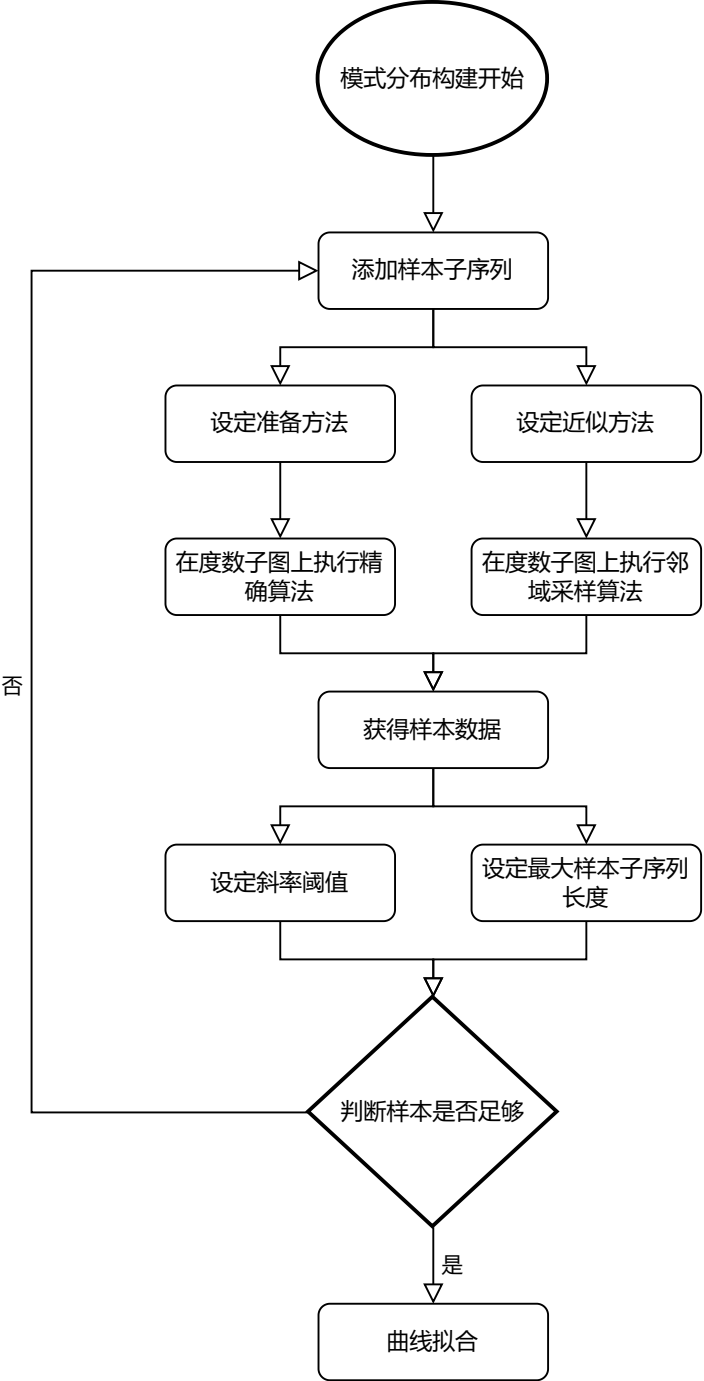 模式分布构建开始
添加样本子序列
设定准备方法
设定近似方法
在度数子图上执行精
确算法
在度数子图上执行邻
域采样算法
否
获得样本数据
设定斜率阈值
设定最大样本子序列
长度
判断样本是否足够
是
曲线拟合